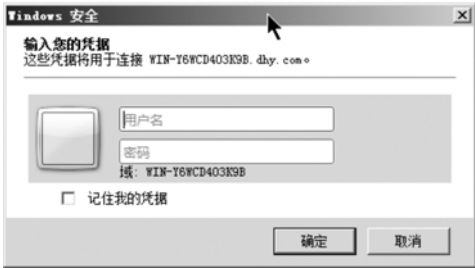 Windows 安全
输入您的凭据
这些凭据将用于连接 WIN-Y6WCD403K9B.dhy.com。
用户名
密码
域: WIN-Y6WCD403K9B
记住我的凭据
确定
取消